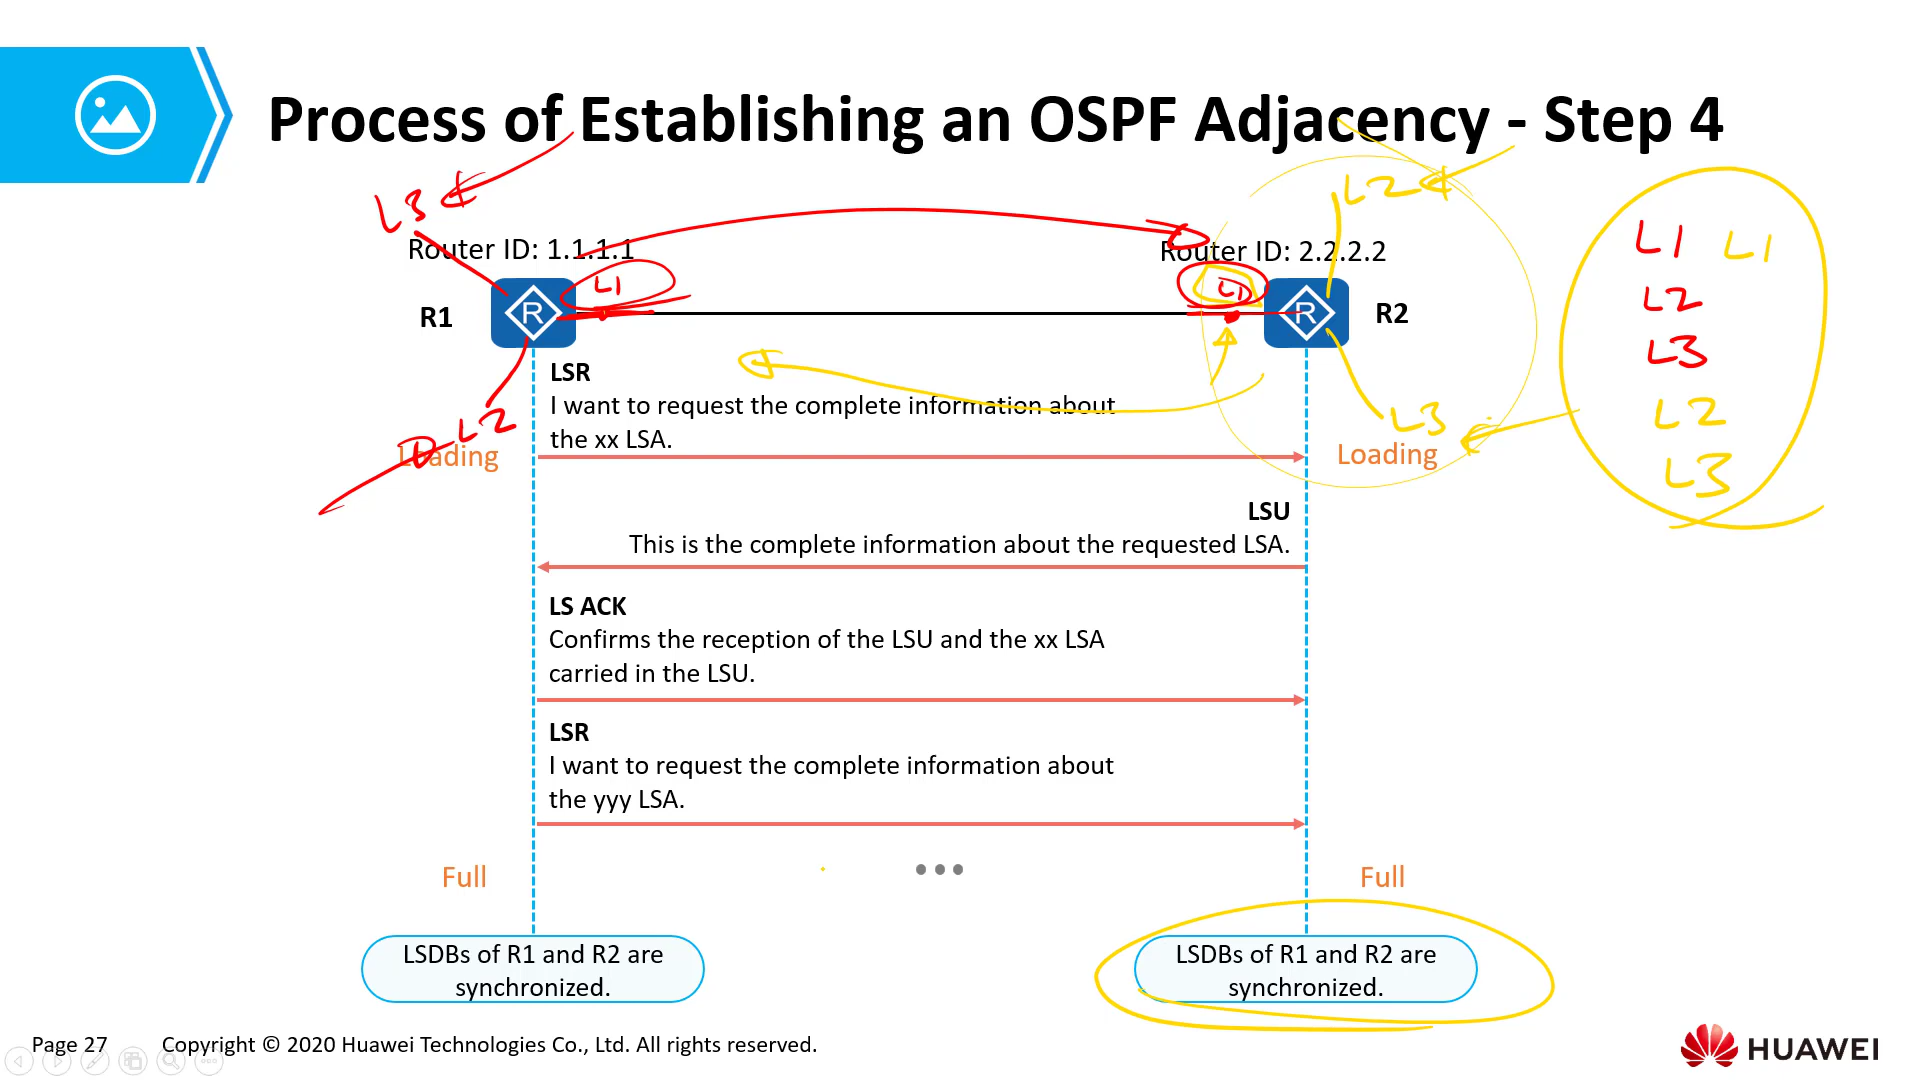 Process of Establishing an OSPF Adjacency - Step 4
L3
L2
Router ID: 1.1.1.1
Router ID: 2.2.2.2
L1 L1
L2
L3
L2
L3
L1
L1
R1
R
R
R2
LSR
I want to request the complete information about
the xx LSA.
L2
L3
Loading
Loading
LSU
This is the complete information about the requested LSA.
LS ACK
Confirms the reception of the LSU and the xx LSA
carried in the LSU.
LSR
I want to request the complete information about
the yyy LSA.
Full
Full
LSDBs of R1 and R2 are
synchronized.
LSDBs of R1 and R2 are
synchronized.
Page 27
Copyright © 2020 Huawei Technologies Co., Ltd. All rights reserved.
HUAWEI